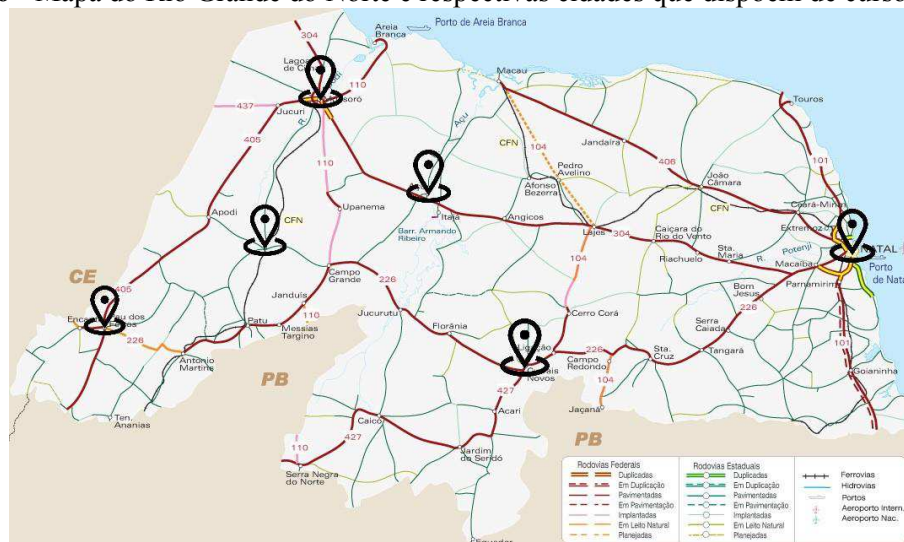 Mapa do Rio Grande do Norte e respectivas cidades que dispõem de curso
Porto de Areia Branca
Areia
Branca
304
Lagoa
110
Macau
437
Jucuri
R.
Açu
Touros
405
110
CFN
104
Jandaíra
406
101
Pedro
Avelino
Afonso
Bezerra
João
Câmara
CFN
Ceará-Mirim
Extremoz
Apodi
CFN
Upanema
Itajá
Barr. Armando
Ribeiro
Angicos
Lajes
304
Caiçara do
Rio do Vento
Riachuelo
Sta.
Maria
R.
Potenji
NATAL
Macaíba
Porto
de Nata
Parnamirim
CE
405
Campo
Grande
226
104
Bom
Jesus
226
Janduís
110
Jucurutu
Florânia
Cerro Corá
Serra
Caiada
101
226
Patu
Messias
Targino
Antonio
Martins
Novos
226
Campo
Redondo
104
Sta.
Cruz
Tangará
Goianinha
PB
427
Jaçanã
Ten.
Ananias
Caicó
Acari
PB
427
110
Jardim
do Seridó
Serra Negra
do Norte
Equador
Rodovias Federais
Duplicadas
Em Duplicação
Pavimentadas
Em Pavimentação
Implantadas
Em Leito Natural
Planejadas
Rodovias Estaduais
Duplicadas
Em Duplicação
Pavimentadas
Em Pavimentação
Implantadas
Em Leito Natural
Planejadas
Ferrovias
Hidrovias
Portos
Aeroporto Intern.
Aeroporto Nac.